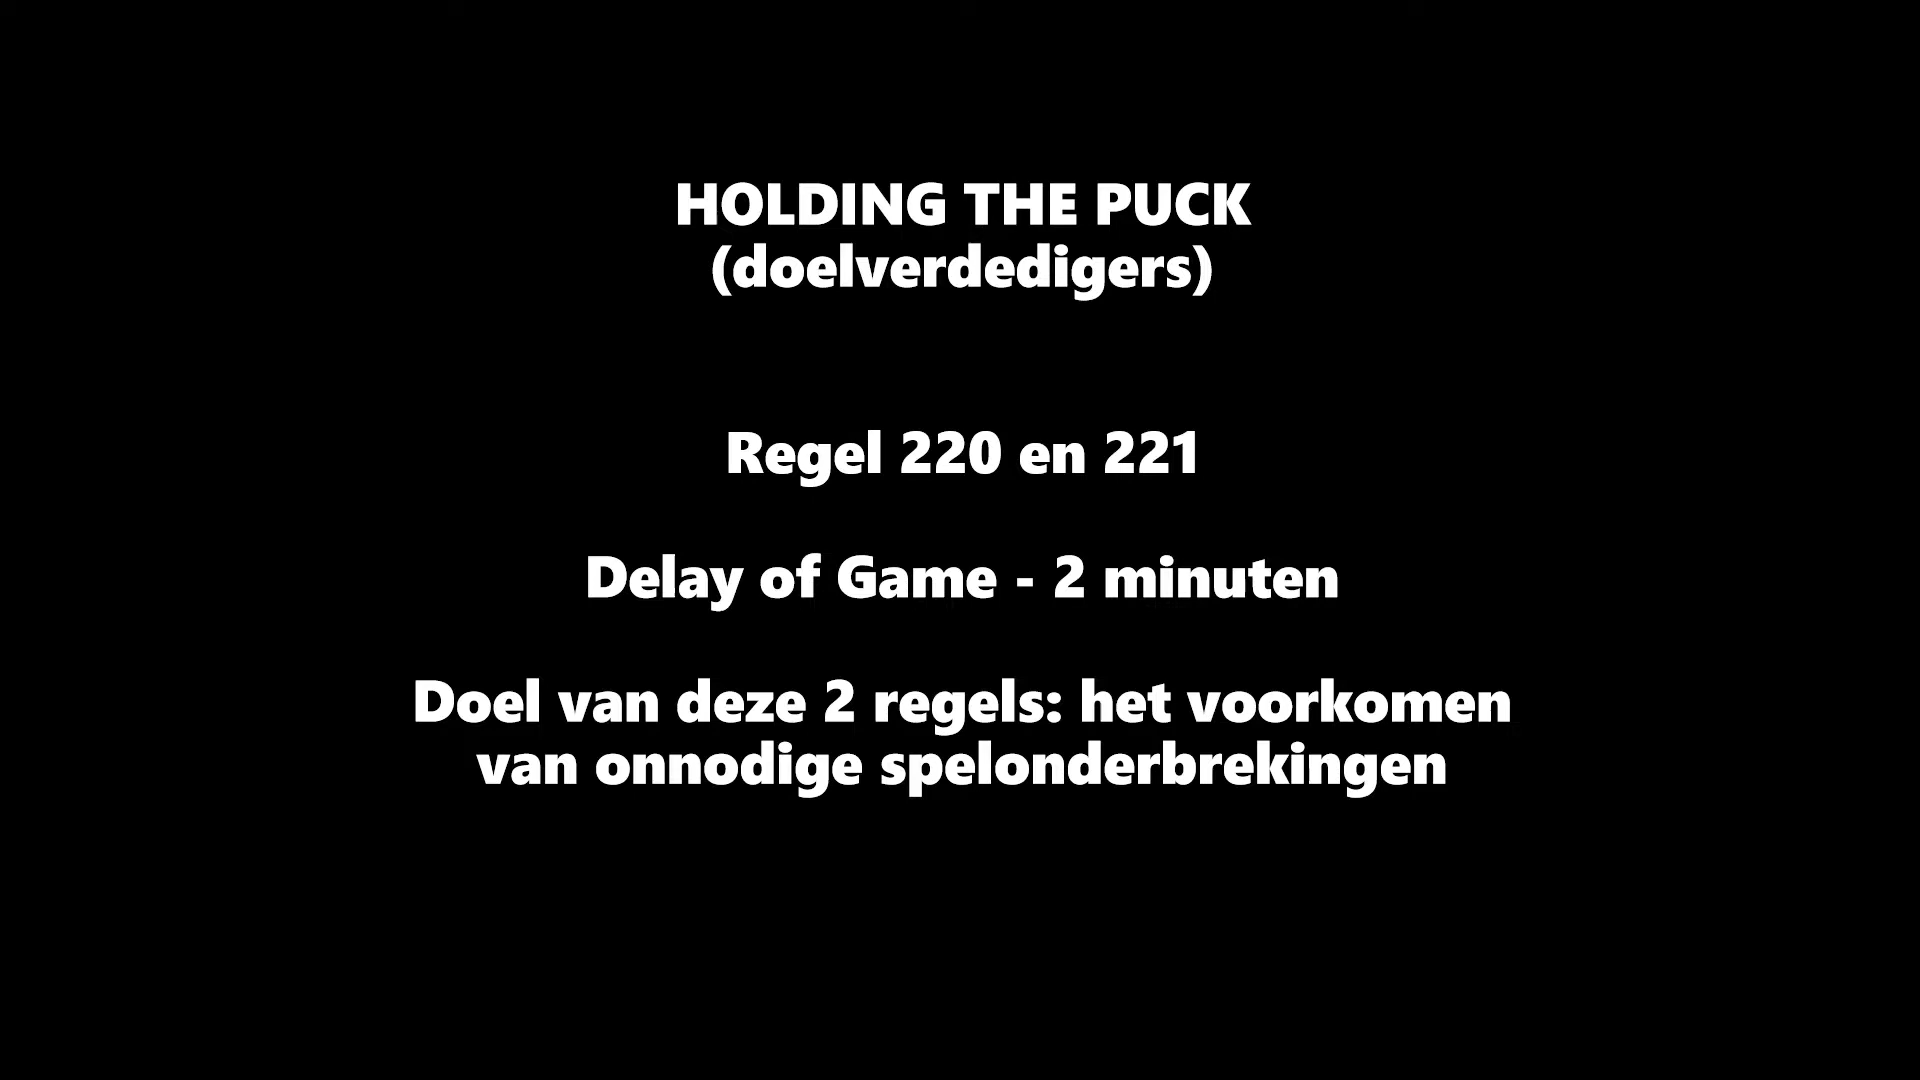 HOLDING THE PUCK
(doelverdedigers)
Regel 220 en 221
Delay of Game - 2 minuten
Doel van deze 2 regels: het voorkomen
van onnodige spelonderbrekingen